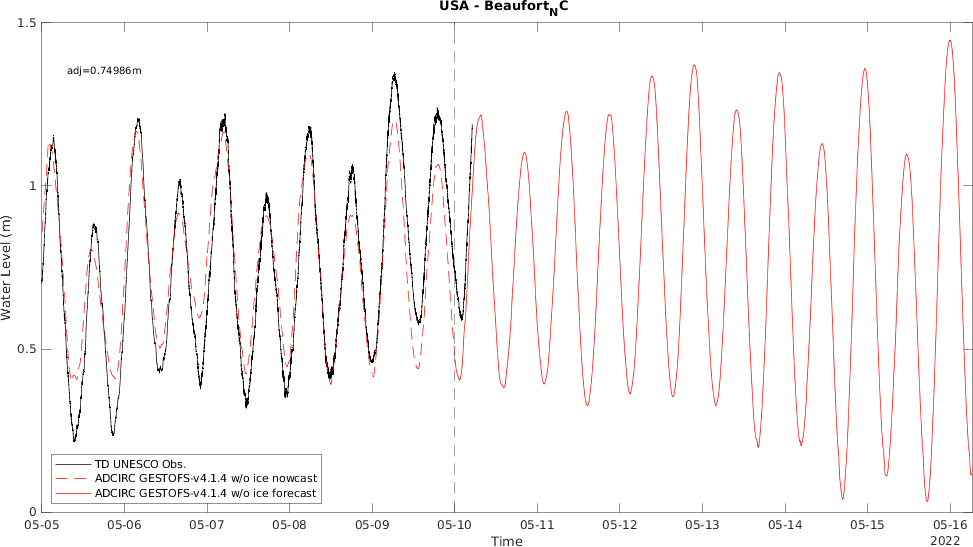 USA - Beaufort_NC
adj=0.74986m
1.5
1
0.5
0
Water Level (m)
TD UNESCO Obs.
ADCIRC GESTOFS-v4.1.4 w/o ice nowcast
ADCIRC GESTOFS-v4.1.4 w/o ice forecast
05-05 05-06 05-07 05-08 05-09 05-10 05-11 05-12 05-13 05-14 05-15 05-16
Time
2022